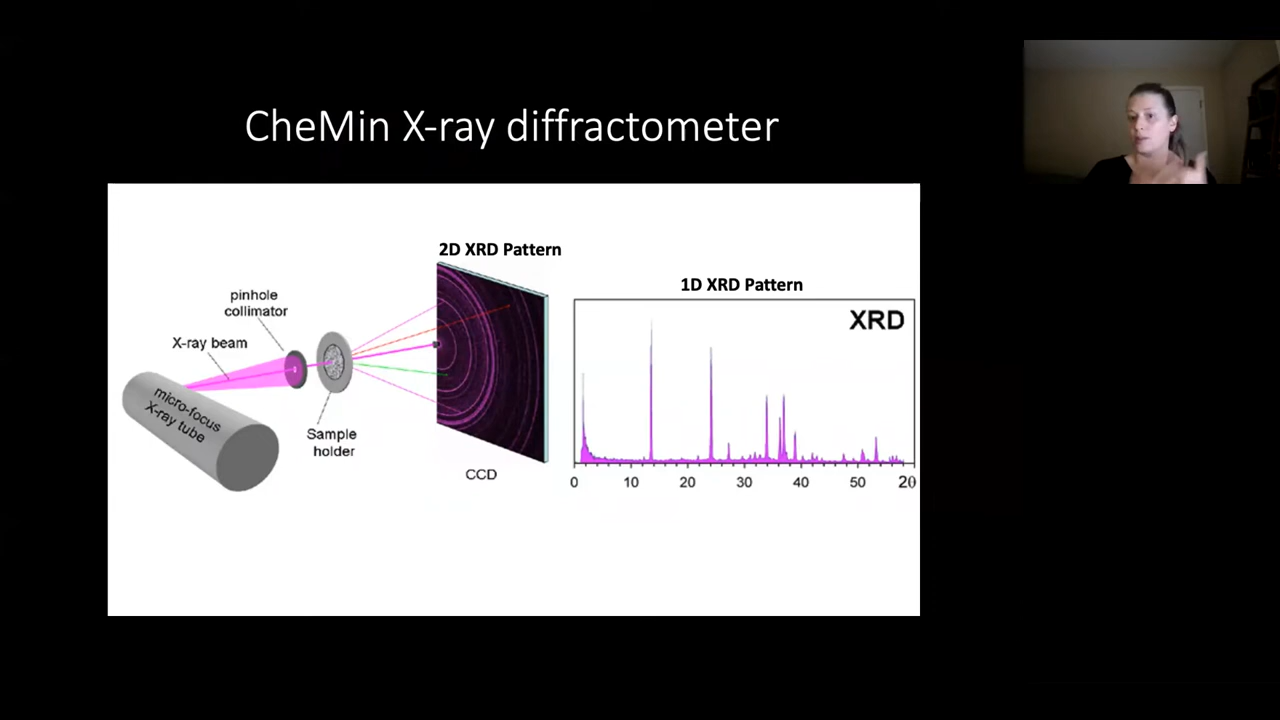 CheMin X-ray diffractometer
2D XRD Pattern
1D XRD Pattern
pinhole
collimator
XRD
X-ray beam
micro-focus
X-ray tube
Sample
holder
CCD
0 10 20 30 40 50 2θ